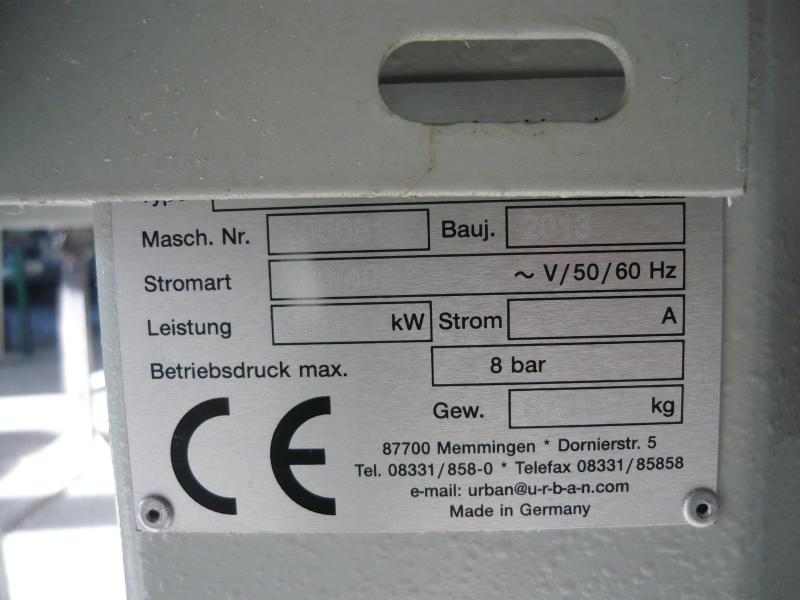 Masch. Nr. Bauj. 2013
Stromart ~ V/50/60 Hz
Leistung kW Strom A
Betriebsdruck max. 8 bar
Gew. kg
CE
87700 Memmingen * Dornierstr. 5
Tel. 08331/858-0 * Telefax 08331/85858
e-mail: urban@u-r-b-a-n.com
Made in Germany